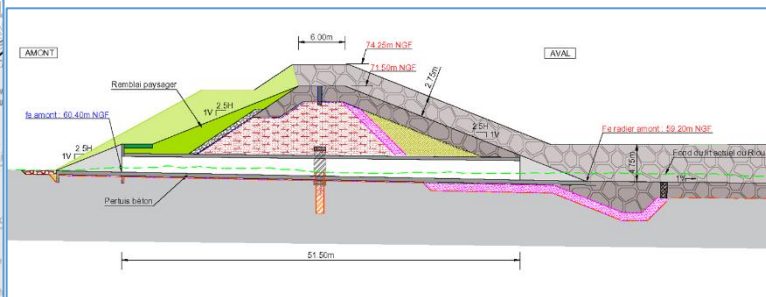 6.00m
74.25m NGF
AMONT
AVAL
71.50m NGF
Remblai paysager
2.75m
2.5H
1V
fe amont : 60.40m NGF
2.5H
1V
2.5H
1V
Fe radier amont : 59.20m NGF
4.75m
Fond du lit actuel du Riou
1%
Pertuis béton
51.50m